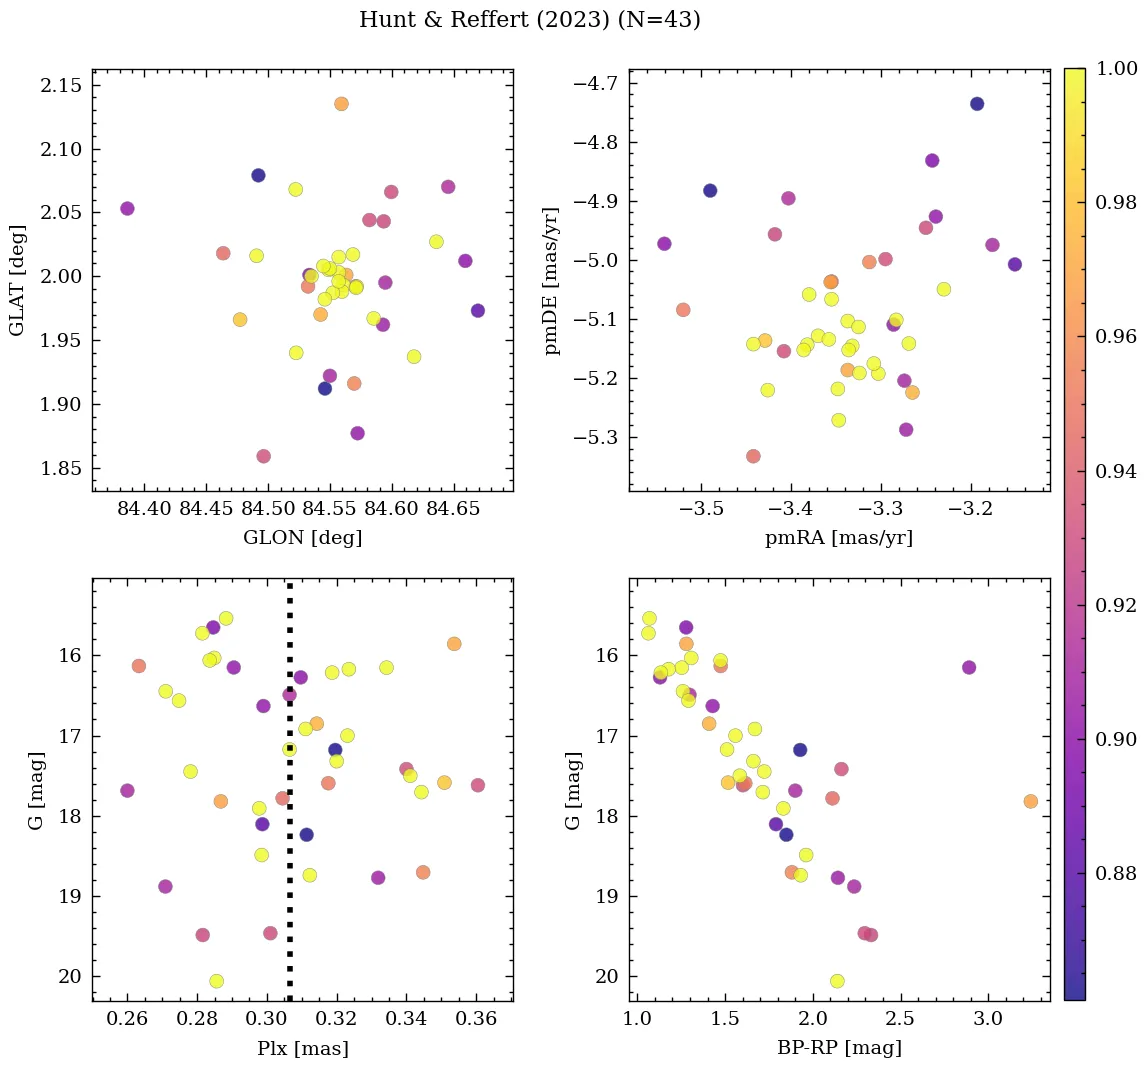 Hunt & Reffert (2023) (N=43)
2.15
2.10
2.05
2.00
1.95
1.90
1.85
GLAT [deg]
84.40 84.45 84.50 84.55 84.60 84.65
GLON [deg]
−4.7
−4.8
−4.9
−5.0
−5.1
−5.2
−5.3
pmDE [mas/yr]
−3.5 −3.4 −3.3 −3.2
pmRA [mas/yr]
1.00
0.98
0.96
0.94
0.92
0.90
0.88
16
17
18
19
20
G [mag]
0.26 0.28 0.30 0.32 0.34 0.36
Plx [mas]
16
17
18
19
20
G [mag]
1.0 1.5 2.0 2.5 3.0
BP-RP [mag]